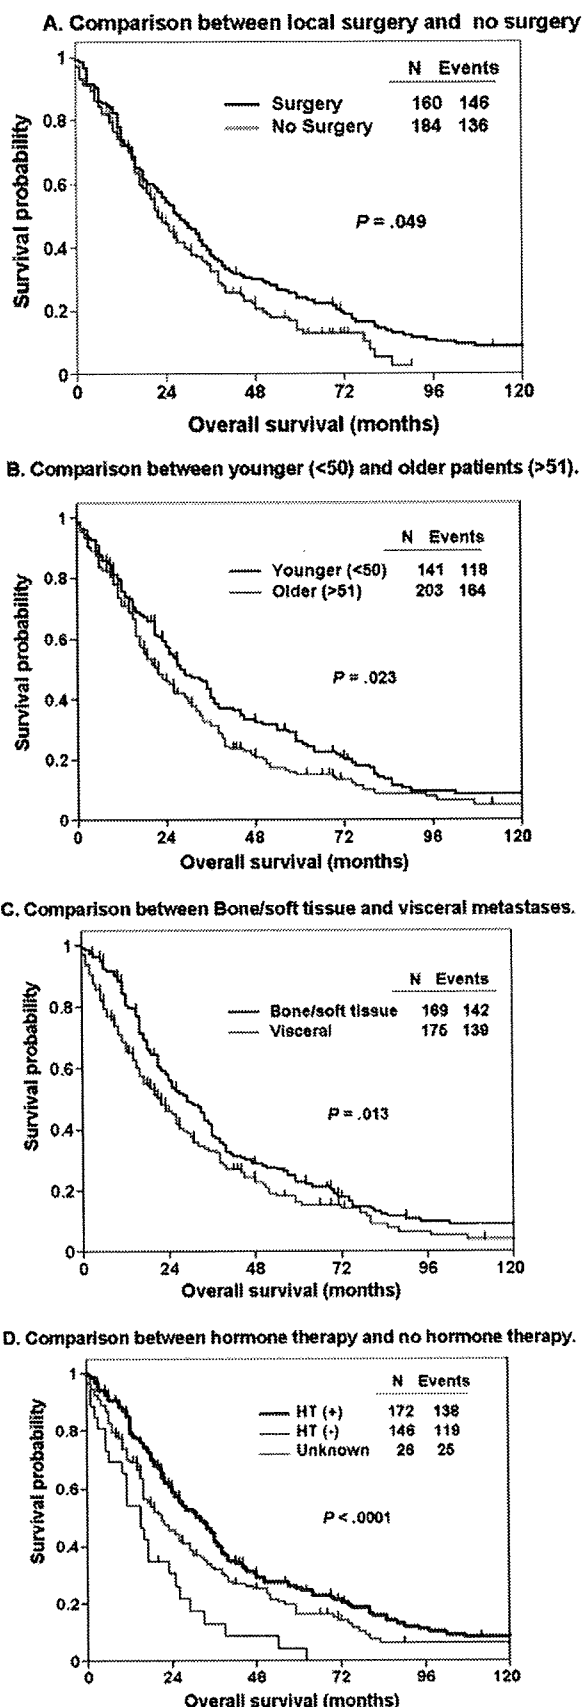 A. Comparison between local surgery and no surgery
N Events
Surgery 160 146
No Surgery 184 136
P = .049
Survival probability
1
0.8
0.6
0.4
0.2
0
0 24 48 72 96 120
Overall survival (months)
B. Comparison between younger (<50) and older patients (>51).
N Events
Younger (<50) 141 118
Older (>51) 203 164
P = .023
Survival probability
1
0.8
0.6
0.4
0.2
0
0 24 48 72 96 120
Overall survival (months)
C. Comparison between Bone/soft tissue and visceral metastases.
N Events
Bone/soft tissue 169 142
Visceral 175 139
P = .013
Survival probability
1
0.8
0.6
0.4
0.2
0
0 24 48 72 96 120
Overall survival (months)
D. Comparison between hormone therapy and no hormone therapy.
N Events
HT (+) 172 138
HT (-) 146 119
Unknown 26 25
P < .0001
Survival probability
1
0.8
0.6
0.4
0.2
0
0 24 48 72 96 120
Overall survival (months)